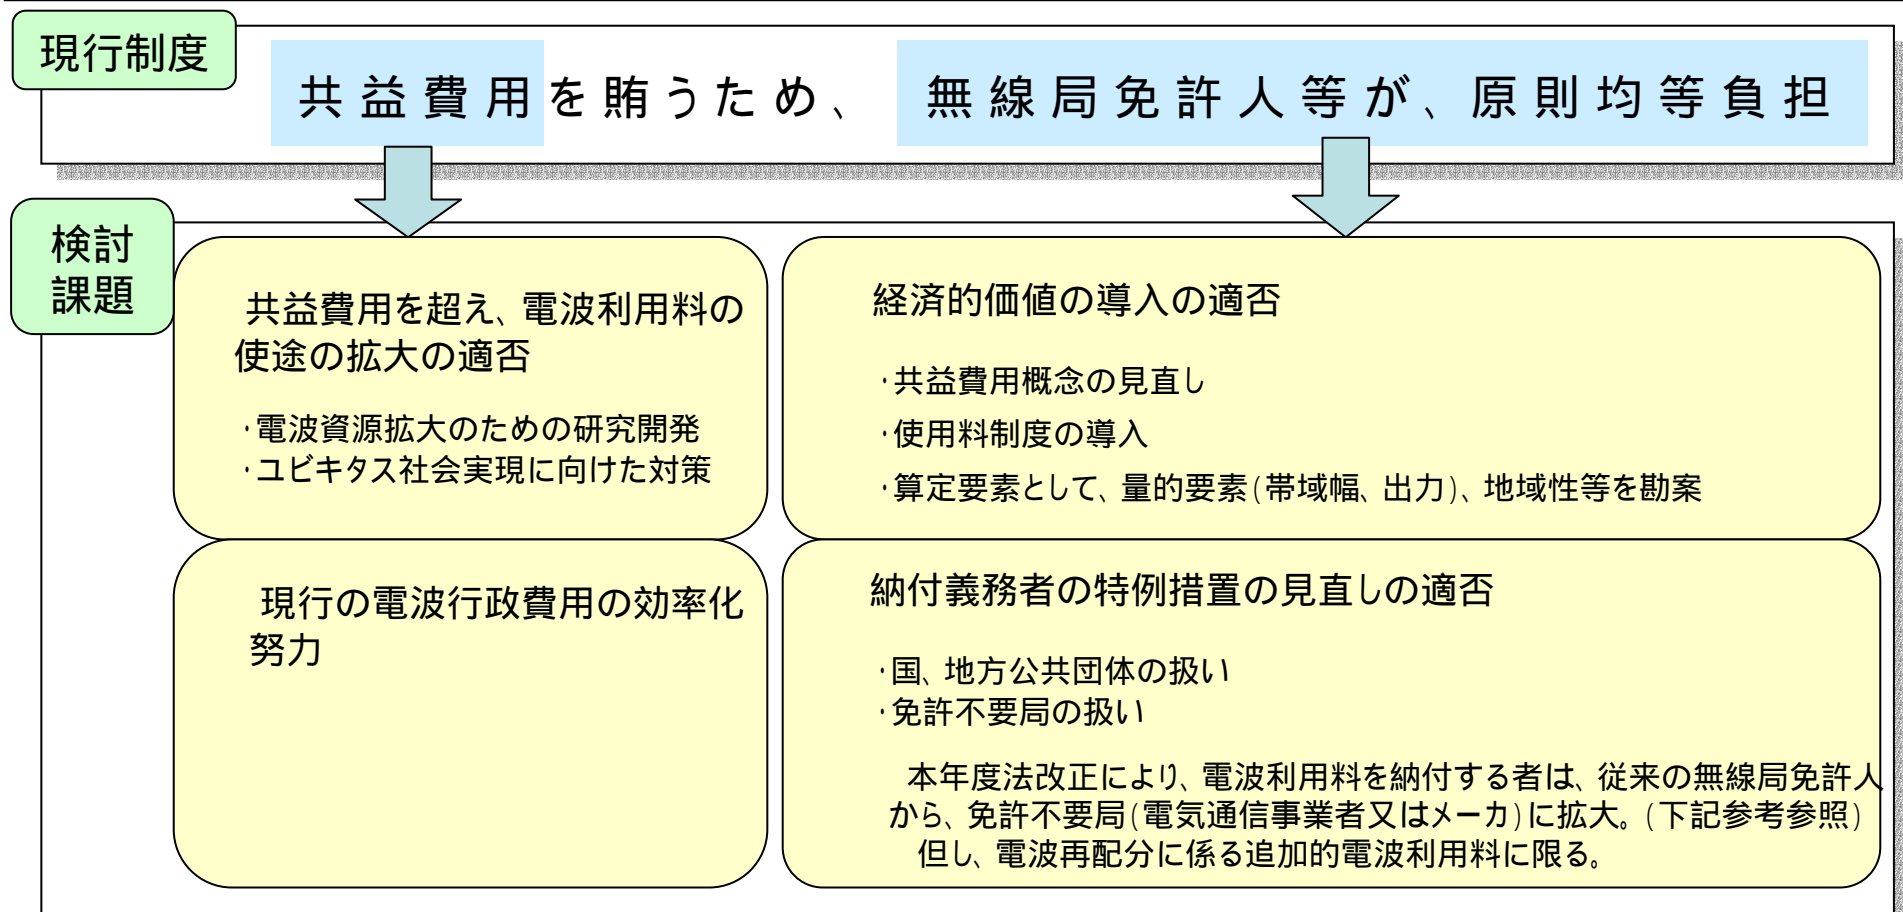 現行制度
共益費用を賄うため、 無線局免許人等が、原則均等負担
検討
課題
共益費用を超え、電波利用料の
使途の拡大の適否
・電波資源拡大のための研究開発
・ユビキタス社会実現に向けた対策
経済的価値の導入の適否
・共益費用概念の見直し
・使用料制度の導入
・算定要素として、量的要素(帯域幅、出力)、地域性等を勘案
現行の電波行政費用の効率化
努力
納付義務者の特例措置の見直しの適否
・国、地方公共団体の扱い
・免許不要局の扱い
本年度法改正により、電波利用料を納付する者は、従来の無線局免許人
から、免許不要局(電気通信事業者又はメーカ)に拡大。(下記参考参照)
但し、電波再配分に係る追加的電波利用料に限る。